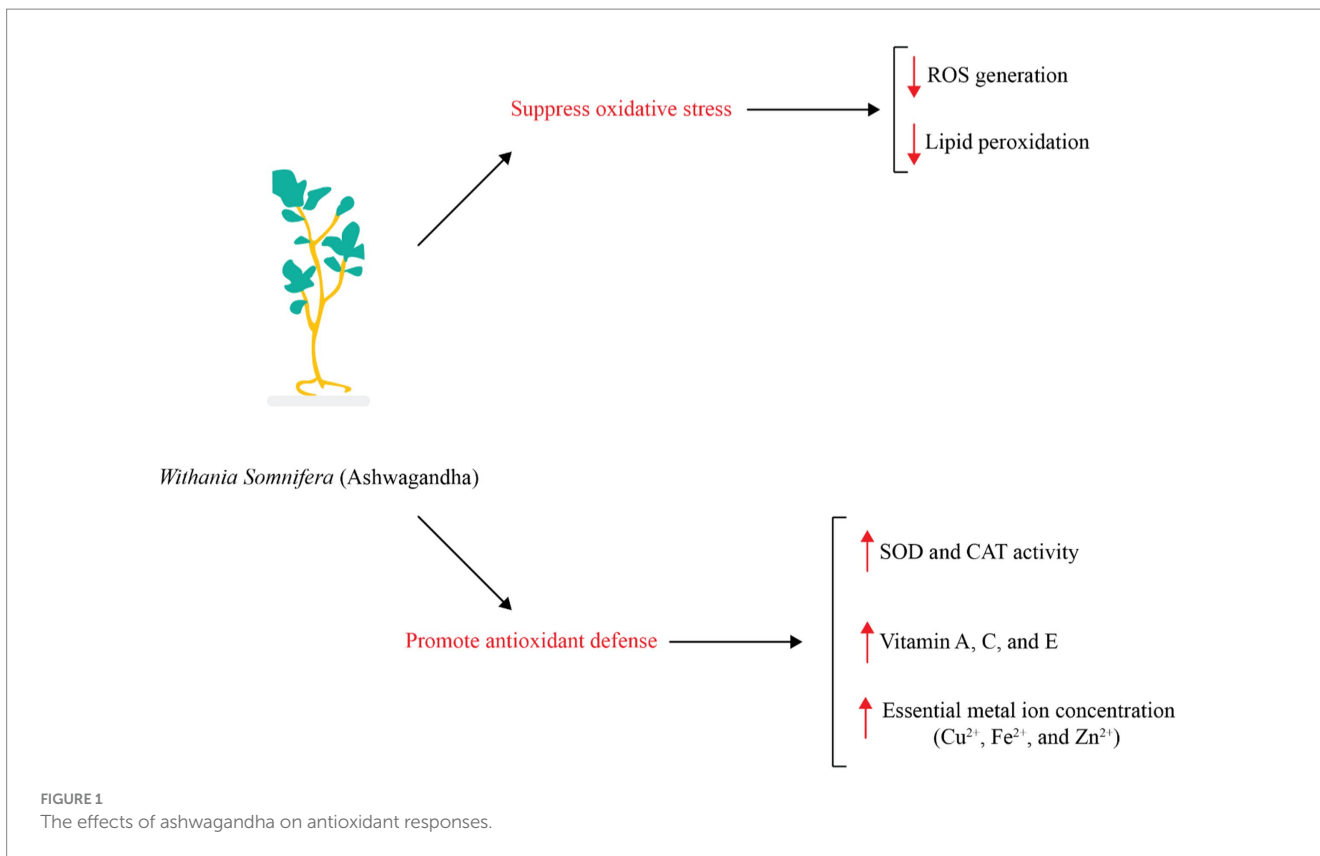 Suppress oxidative stress
ROS generation
Lipid peroxidation
Withania Somnifera (Ashwagandha)
Promote antioxidant defense
SOD and CAT activity
Vitamin A, C, and E
Essential metal ion concentration
(Cu²⁺, Fe²⁺, and Zn²⁺)
FIGURE 1
The effects of ashwagandha on antioxidant responses.